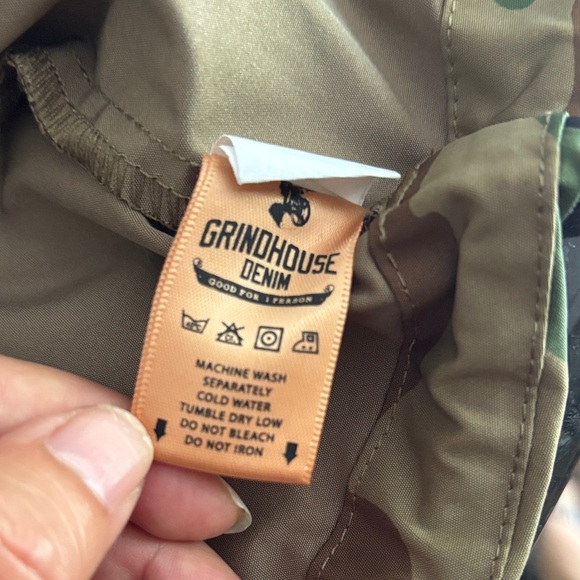 GRINDHOUSE
DENIM
GOOD FOR 1 PERSON
MACHINE WASH
SEPARATELY
COLD WATER
TUMBLE DRY LOW
DO NOT BLEACH
DO NOT IRON